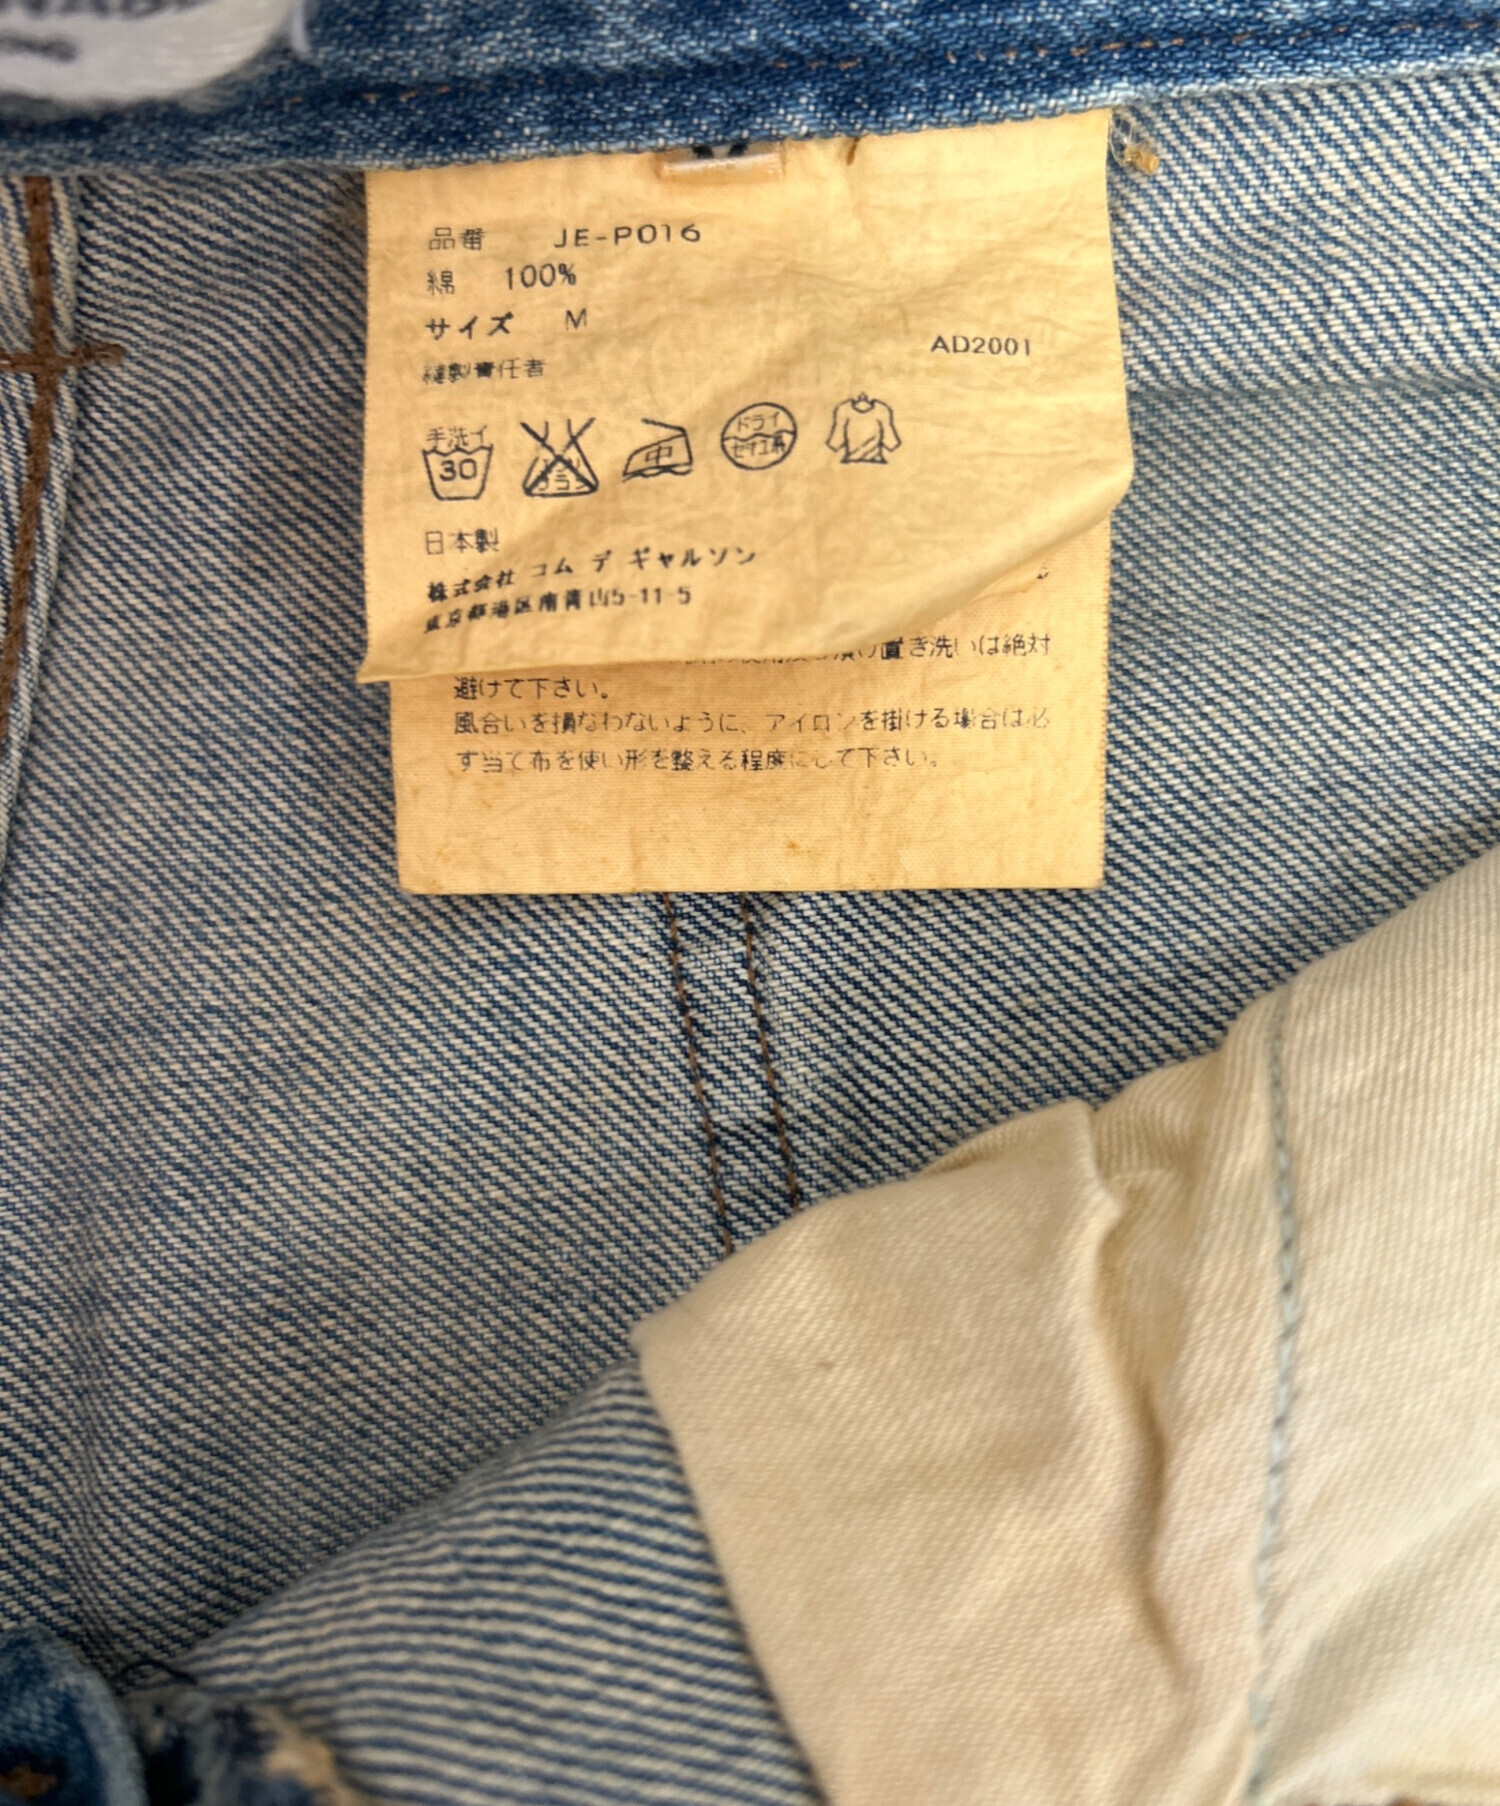 品番 JE-P016
綿 100%
サイズ M
AD2001
縫製責任者
手洗イ
30
中
ドライ
セキユ系
日本製
株式会社 コム デ ギャルソン
東京都港区南青山5-11-5
置き洗いは絶対
避けて下さい。
風合いを損なわないように、アイロンを掛ける場合は必
ず当て布を使い形を整える程度にして下さい。